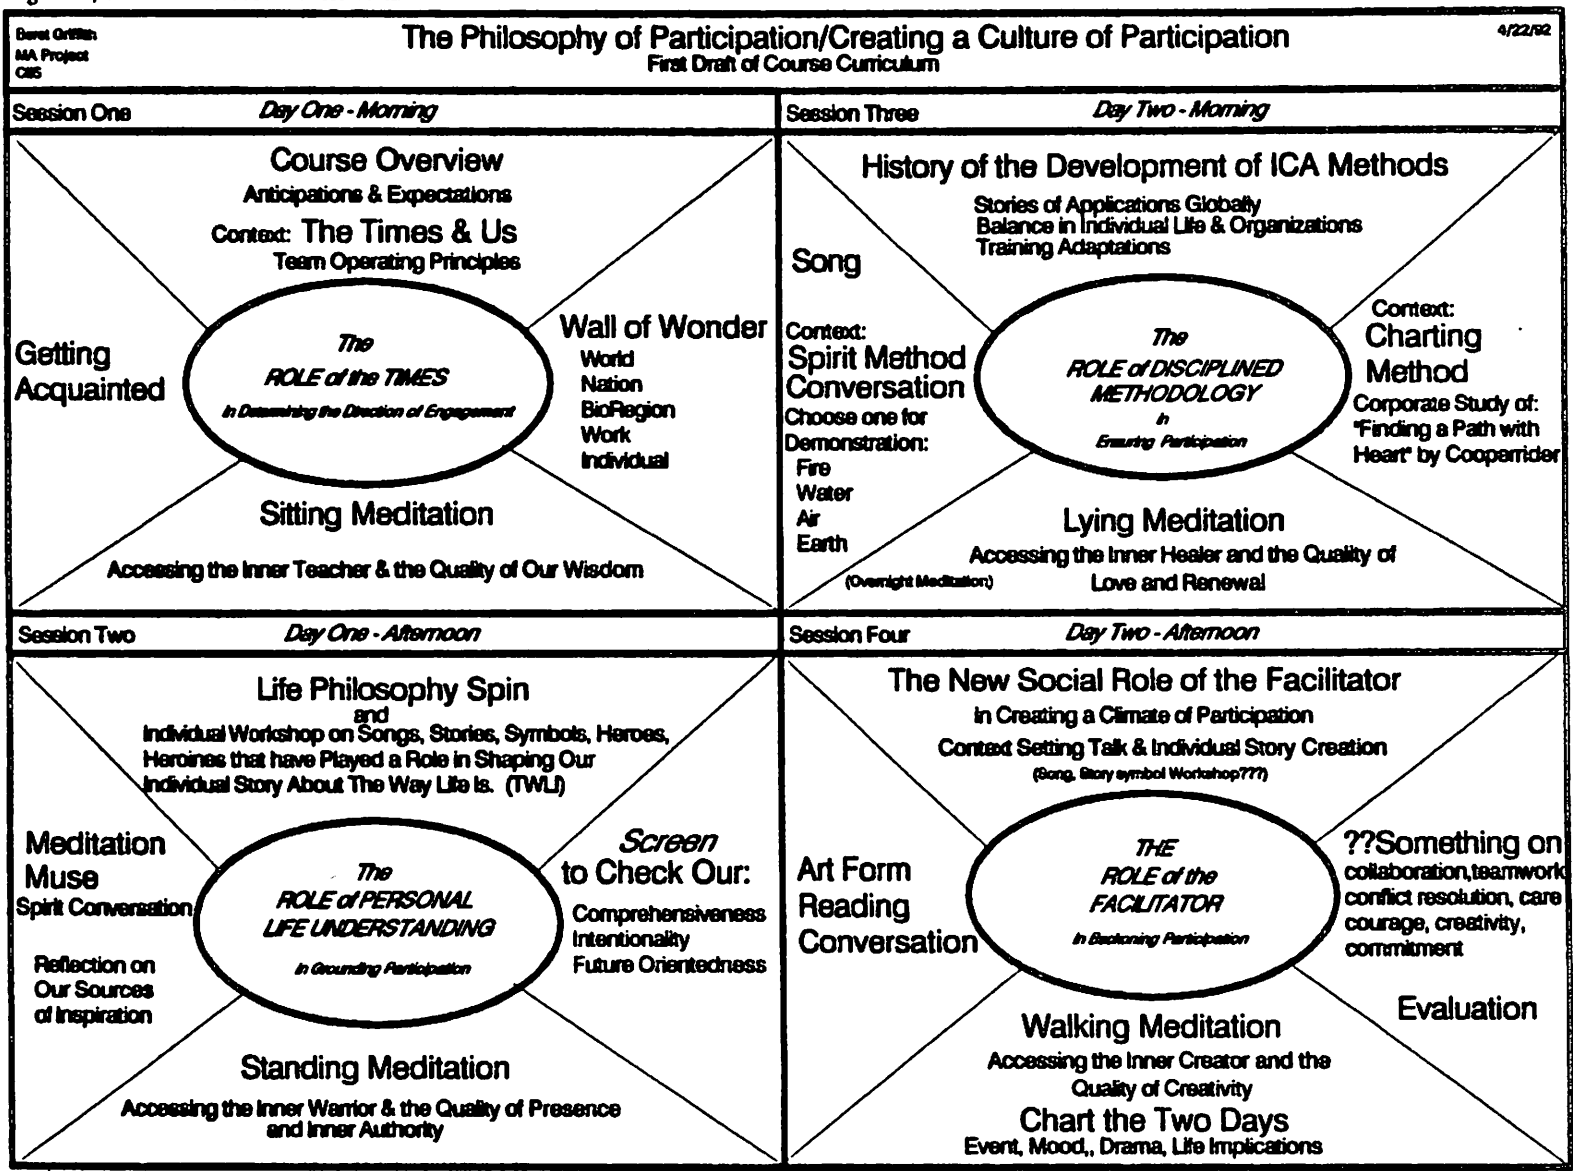 Beret Griffith
MA Project
CIIS
The Philosophy of Participation/Creating a Culture of Participation
First Draft of Course Curriculum
4/22/92
Session One
Day One - Morning
Course Overview
Anticipations & Expectations
Context: The Times & Us
Team Operating Principles
Getting
Acquainted
The
ROLE of the TIMES
In Determining the Direction of Engagement
Wall of Wonder
World
Nation
BioRegion
Work
Individual
Sitting Meditation
Accessing the Inner Teacher & the Quality of Our Wisdom
Session Three
Day Two - Morning
History of the Development of ICA Methods
Stories of Applications Globally
Balance in Individual Life & Organizations
Training Adaptations
Song
Context:
Spirit Method
Conversation
Choose one for
Demonstration:
Fire
Water
Air
Earth
(Overnight Meditation;)
The
ROLE of DISCIPLINED
METHODOLOGY
in
Ensuring Participation
Context:
Charting
Method
Corporate Study of:
"Finding a Path with
Heart" by Cooperrider
Lying Meditation
Accessing the Inner Healer and the Quality of
Love and Renewal
Session Two
Day One - Afternoon
Life Philosophy Spin
and
Individual Workshop on Songs, Stories, Symbols, Heroes,
Heroines that have Played a Role in Shaping Our
Individual Story About The Way Life Is. (TWLI)
Meditation
Muse
Spirit Conversation
Reflection on
Our Sources
of Inspiration
The
ROLE of PERSONAL
LIFE UNDERSTANDING
In Grounding Participation
Screen
to Check Our:
Comprehensiveness
Intentionality
Future Orientedness
Standing Meditation
Accessing the Inner Warrior & the Quality of Presence
and Inner Authority
Session Four
Day Two - Afternoon
The New Social Role of the Facilitator
in Creating a Climate of Participation
Context Setting Talk & Individual Story Creation
(Song, Story symbol Workshop???)
Art Form
Reading
Conversation
THE
ROLE of the
FACILITATOR
In Beckoning Participation
??Something on
collaboration,teamwork
conflict resolution, care
courage, creativity,
commitment
Evaluation
Walking Meditation
Accessing the Inner Creator and the
Quality of Creativity
Chart the Two Days
Event, Mood,, Drama, Life Implications